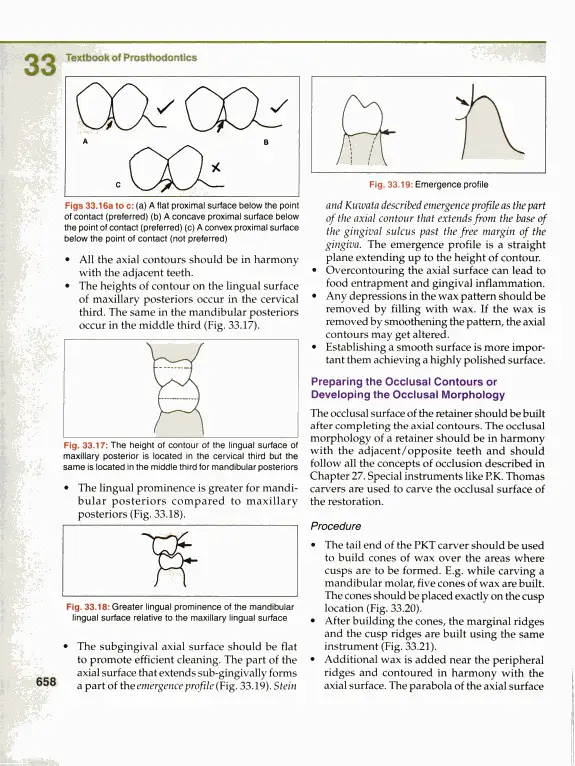 33
Textbook of Prosthodontics
A
B
C
Figs 33.16a to c: (a) A flat proximal surface below the point
of contact (preferred) (b) A concave proximal surface below
the point of contact (preferred) (c) A convex proximal surface
below the point of contact (not preferred)
• All the axial contours should be in harmony
with the adjacent teeth.
• The heights of contour on the lingual surface
of maxillary posteriors occur in the cervical
third. The same in the mandibular posteriors
occur in the middle third (Fig. 33.17).
Fig. 33.17: The height of contour of the lingual surface of
maxillary posterior is located in the cervical third but the
same is located in the middle third for mandibular posteriors
• The lingual prominence is greater for mandi-
bular posteriors compared to maxillary
posteriors (Fig. 33.18).
Fig. 33.18: Greater lingual prominence of the mandibular
lingual surface relative to the maxillary lingual surface
• The subgingival axial surface should be flat
to promote efficient cleaning. The part of the
axial surface that extends sub-gingivally forms
a part of the emergence profile (Fig. 33.19). Stein
658
Fig. 33.19: Emergence profile
and Kuwata described emergence profile as the part
of the axial contour that extends from the base of
the gingival sulcus past the free margin of the
gingiva. The emergence profile is a straight
plane extending up to the height of contour.
• Overcontouring the axial surface can lead to
food entrapment and gingival inflammation.
• Any depressions in the wax pattern should be
removed by filling with wax. If the wax is
removed by smoothening the pattern, the axial
contours may get altered.
• Establishing a smooth surface is more impor-
tant them achieving a highly polished surface.
Preparing the Occlusal Contours or
Developing the Occlusal Morphology
The occlusal surface of the retainer should be built
after completing the axial contours. The occlusal
morphology of a retainer should be in harmony
with the adjacent/opposite teeth and should
follow all the concepts of occlusion described in
Chapter 27. Special instruments like P.K. Thomas
carvers are used to carve the occlusal surface of
the restoration.
Procedure
• The tail end of the PKT carver should be used
to build cones of wax over the areas where
cusps are to be formed. E.g. while carving a
mandibular molar, five cones of wax are built.
The cones should be placed exactly on the cusp
location (Fig. 33.20).
• After building the cones, the marginal ridges
and the cusp ridges are built using the same
instrument (Fig. 33.21).
• Additional wax is added near the peripheral
ridges and contoured in harmony with the
axial surface. The parabola of the axial surface